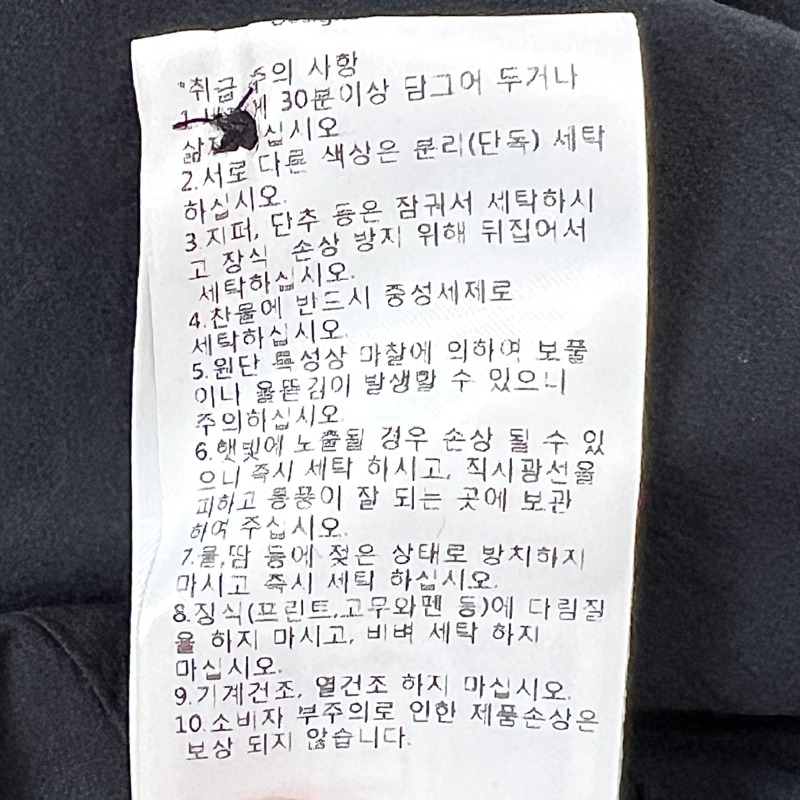 *취급 주의 사항
1. 30분이상 담그어 두거나
십시오
2.서로 다른 색상은 분리(단독) 세탁
하십시오.
3.지퍼, 단추 등은 잠궈서 세탁하시
고 장식 손상 방지 위해 뒤집어서
세탁하십시오.
4.찬물에 반드시 중성세제로
세탁하십시오.
5.원단 특성상 마찰에 의하여 보풀
이나 올뜯김이 발생할 수 있으니
주의하십시오.
6.햇빛에 노출될 경우 손상 될 수 있
으니 즉시 세탁 하시고, 직사광선을
피하고 통풍이 잘 되는 곳에 보관
하여 주십시오.
7.물,땀 등에 젖은 상태로 방치하지
마시고 즉시 세탁 하십시오.
8.장식(프린트,고무와펜 등)에 다림질
을 하지 마시고, 비벼 세탁 하지
마십시오.
9.기계건조, 열건조 하지 마십시오.
10.소비자 부주의로 인한 제품손상은
보상 되지 않습니다.